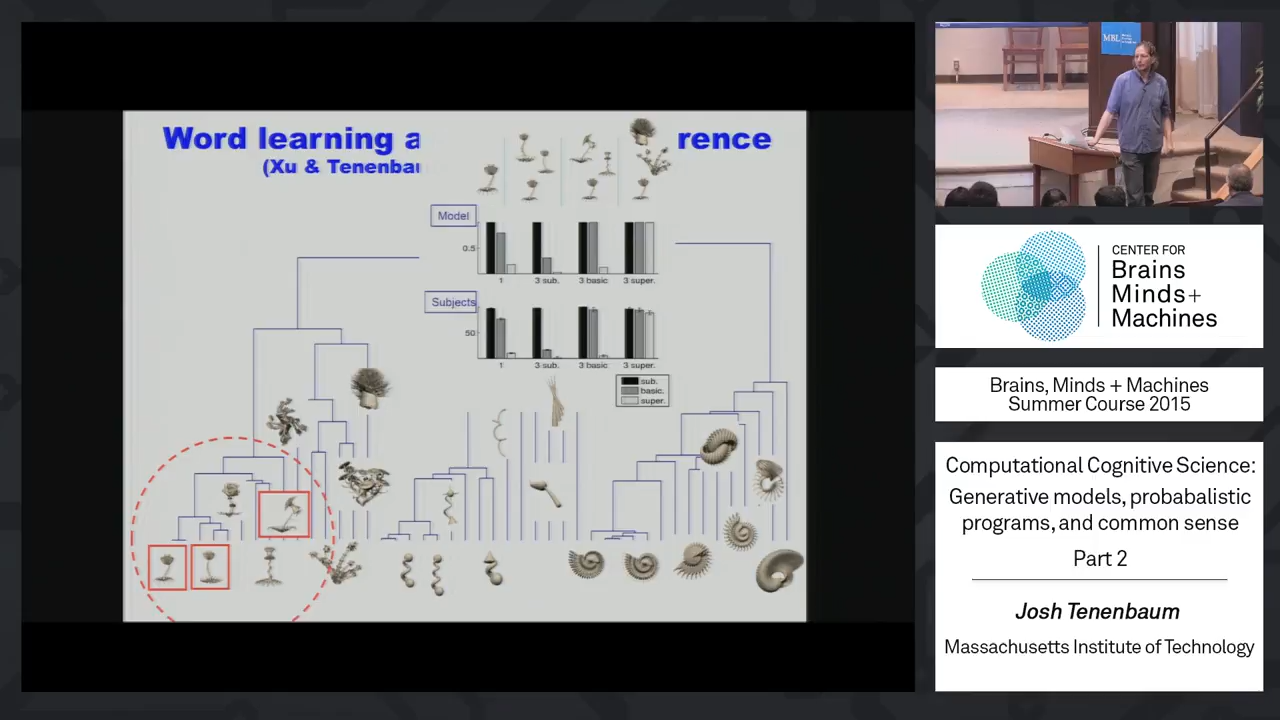 Word learning a rence
(Xu & Tenenbau
Model
0.5
1 3 sub. 3 basic 3 super.
Subjects
50
1 3 sub. 3 basic 3 super.
sub.
basic.
super.
MBL
CENTER FOR
Brains
Minds+
Machines
Brains, Minds + Machines
Summer Course 2015
Computational Cognitive Science:
Generative models, probabalistic
programs, and common sense
Part 2
Josh Tenenbaum
Massachusetts Institute of Technology